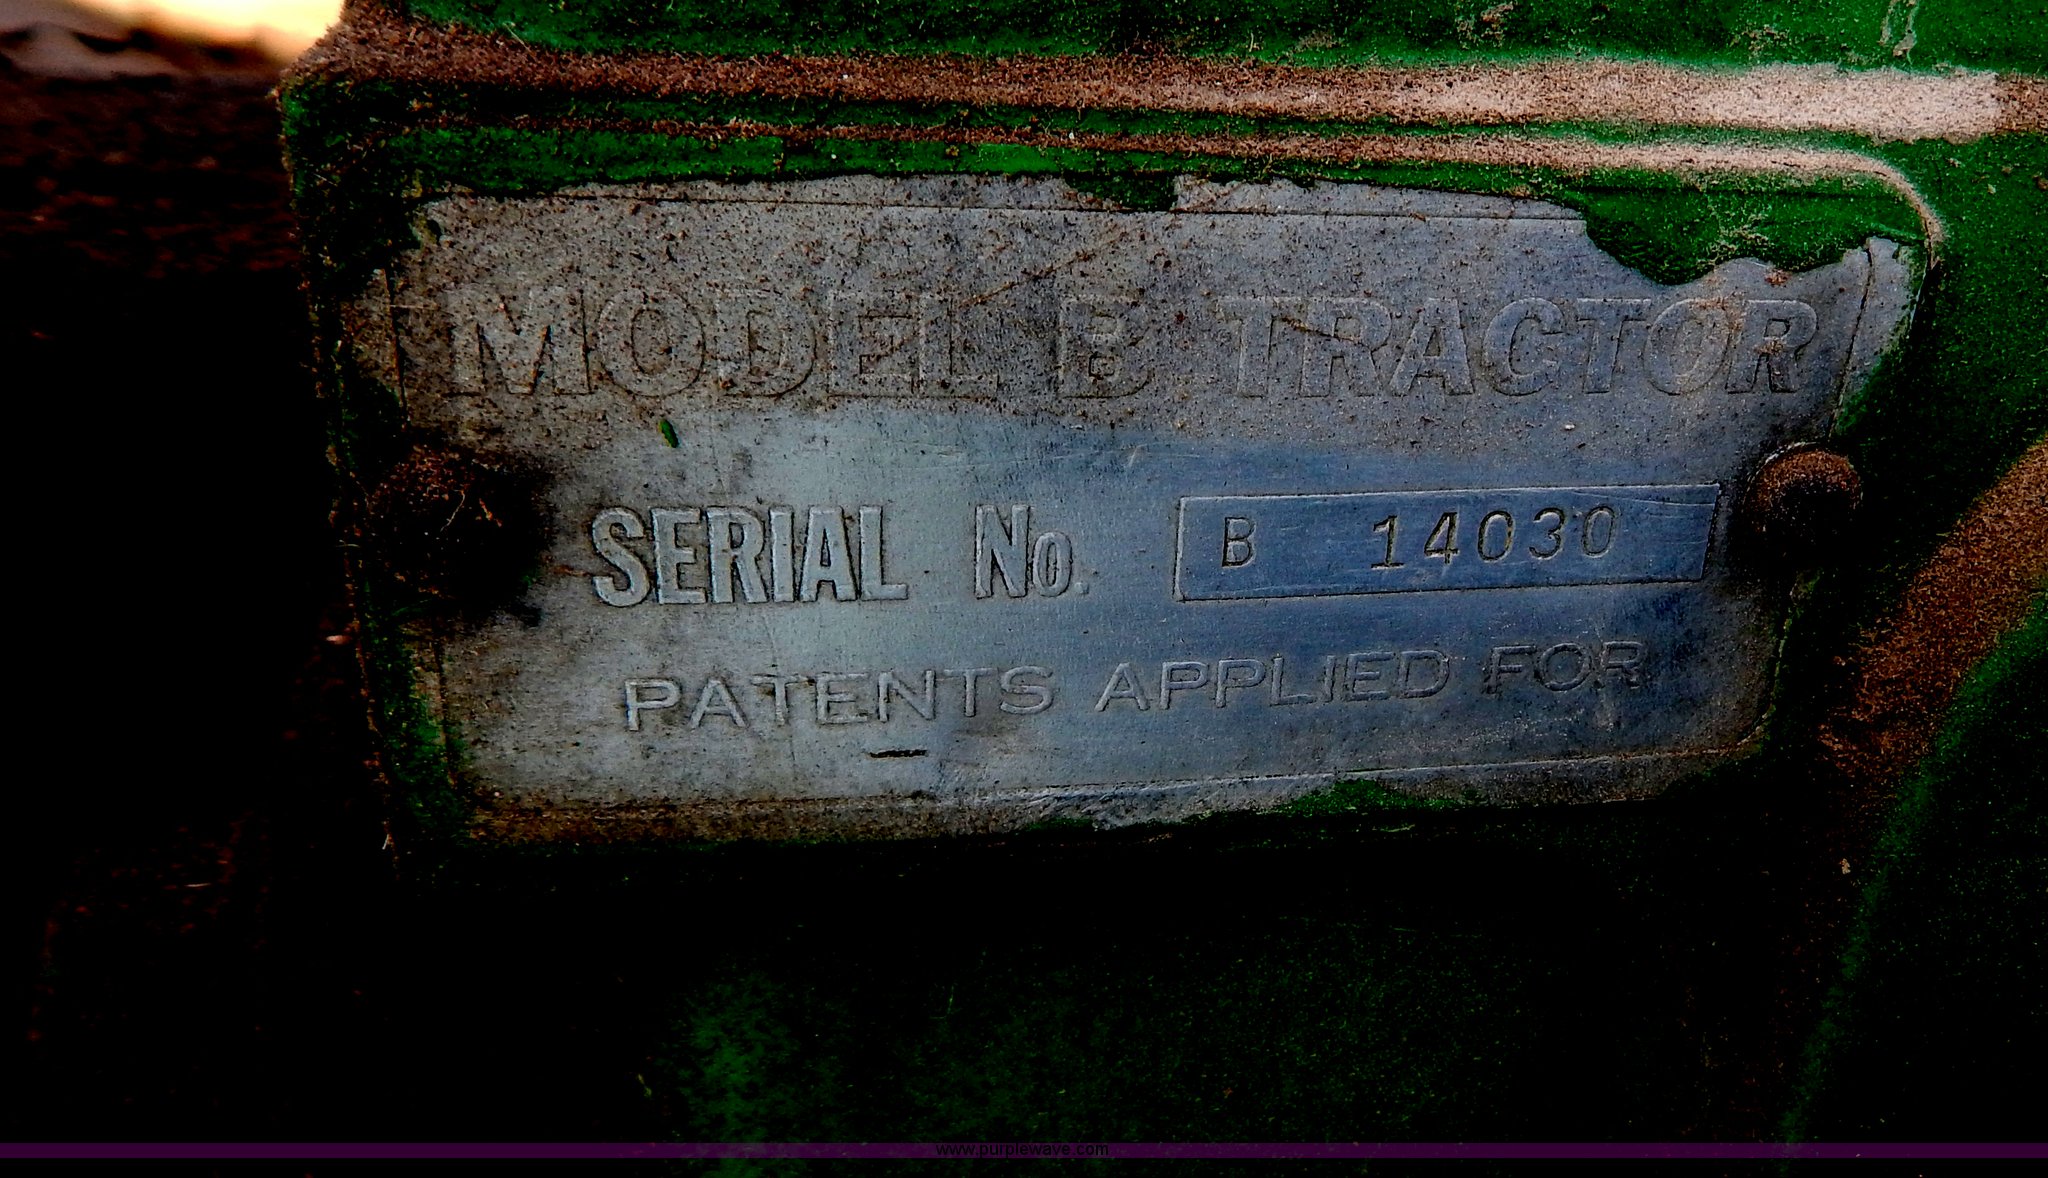 MODEL B TRACTOR
SERIAL No. B 14030
PATENTS APPLIED FOR
www.purplewave.com